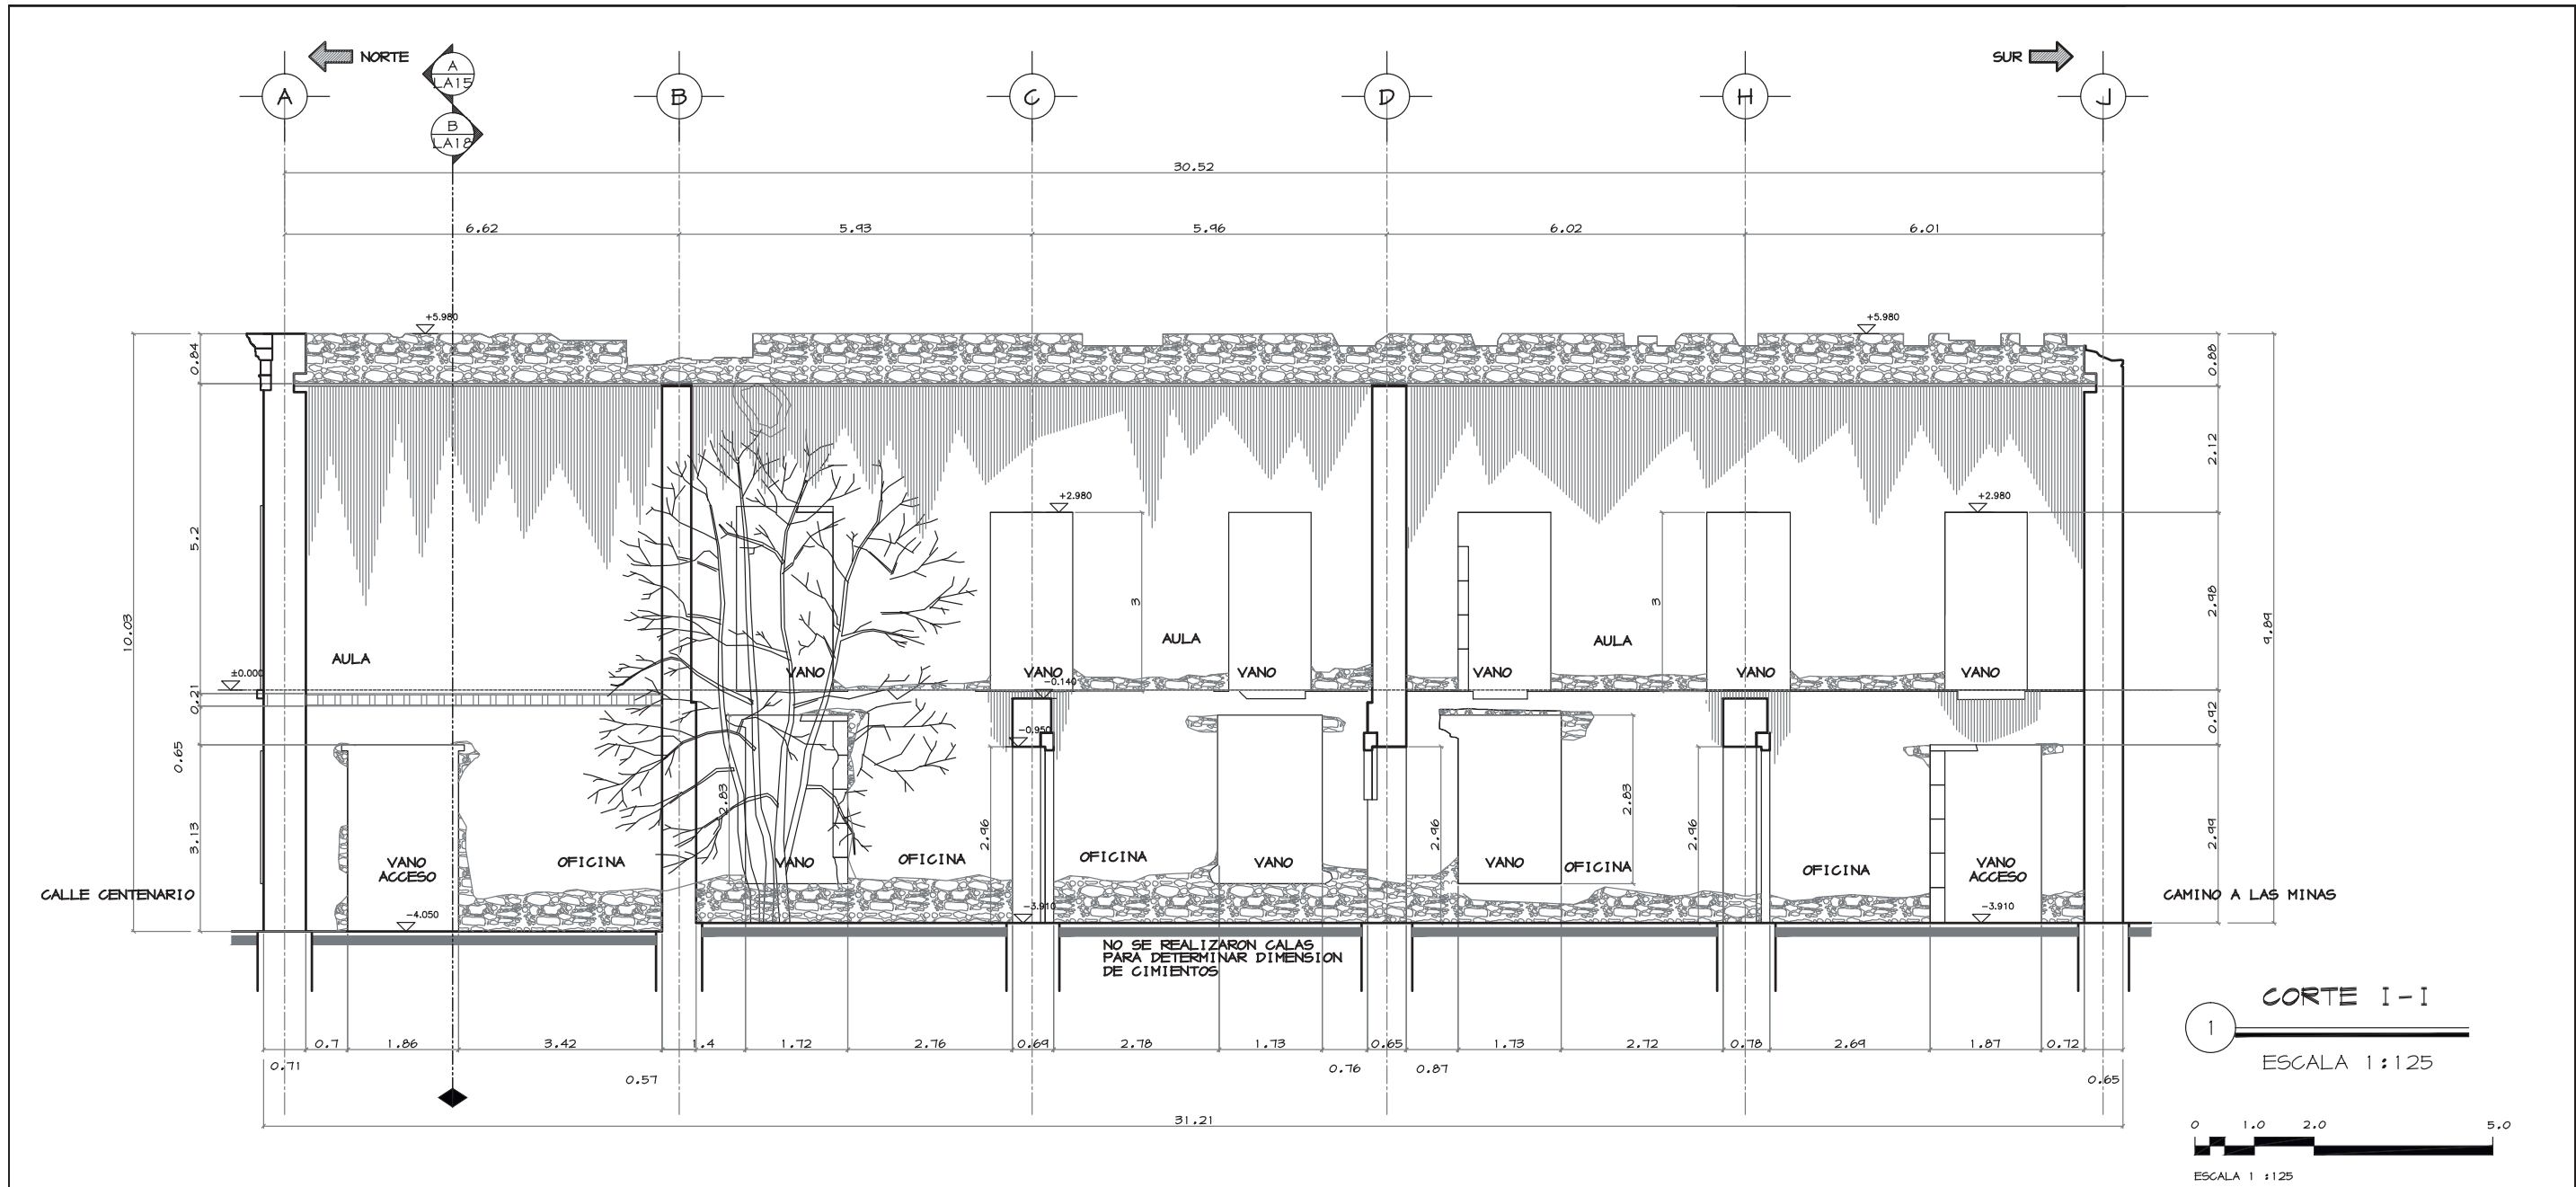 NORTE
A
LA15
B
LA18
SUR
A
B
C
D
H
J
30.52
6.62
5.93
5.96
6.02
6.01
+5.980
+5.980
0.84
0.88
5.2
2.12
+2.980
+2.980
10.03
3
3
2.98
9.89
AULA
AULA
AULA
±0.000
VANO
VANO
VANO
VANO
VANO
VANO
-0.140
0.21
0.65
-0.950
0.92
3.13
2.83
2.96
2.96
2.83
2.96
2.99
VANO
ACCESO
OFICINA
VANO
OFICINA
OFICINA
VANO
VANO
OFICINA
OFICINA
VANO
ACCESO
CALLE CENTENARIO
CAMINO A LAS MINAS
-4.050
-3.910
-3.910
NO SE REALIZARON CALAS
PARA DETERMINAR DIMENSION
DE CIMIENTOS
0.7
1.86
3.42
1.4
1.72
2.76
0.69
2.78
1.73
0.65
1.73
2.72
0.78
2.69
1.87
0.72
0.71
0.57
0.76
0.87
0.65
31.21
1
CORTE I-I
ESCALA 1:125
0
1.0
2.0
5.0
ESCALA 1 :125